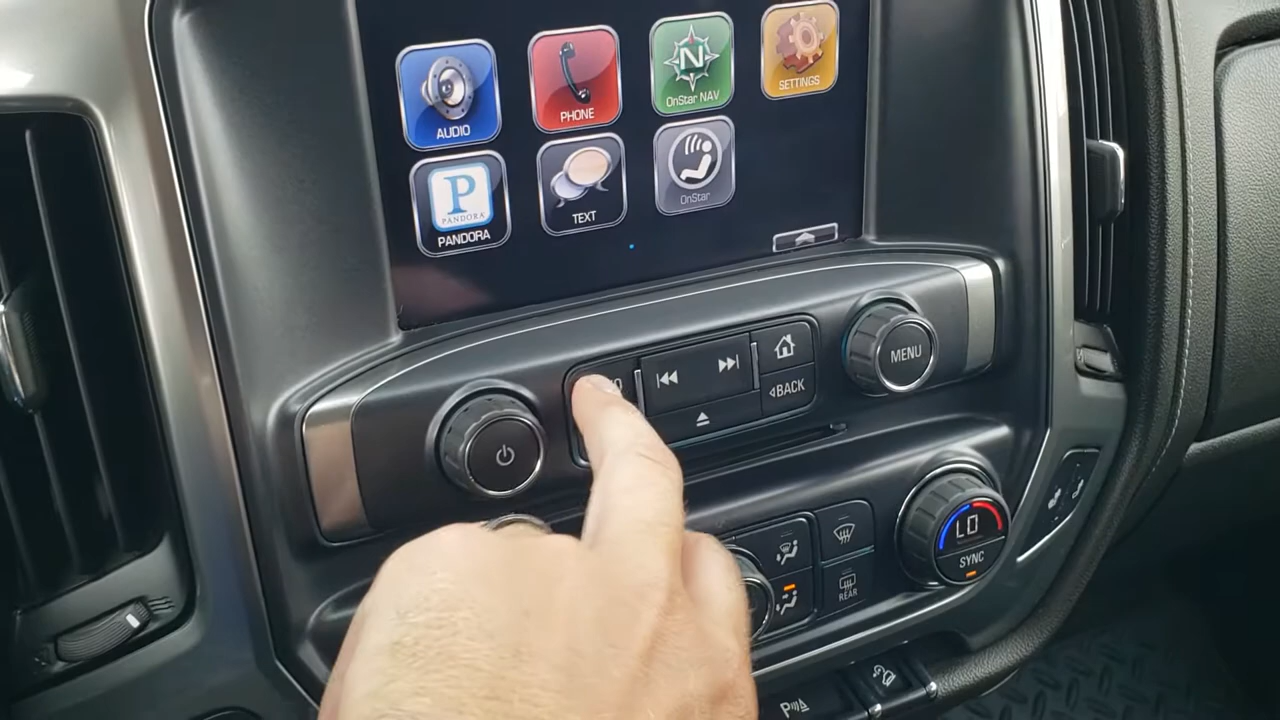 AUDIO
PHONE
N
OnStar NAV
SETTINGS
P
PANDORA
PANDORA
TEXT
OnStar
MENU
BACK
LO
SYNC
REAR
P